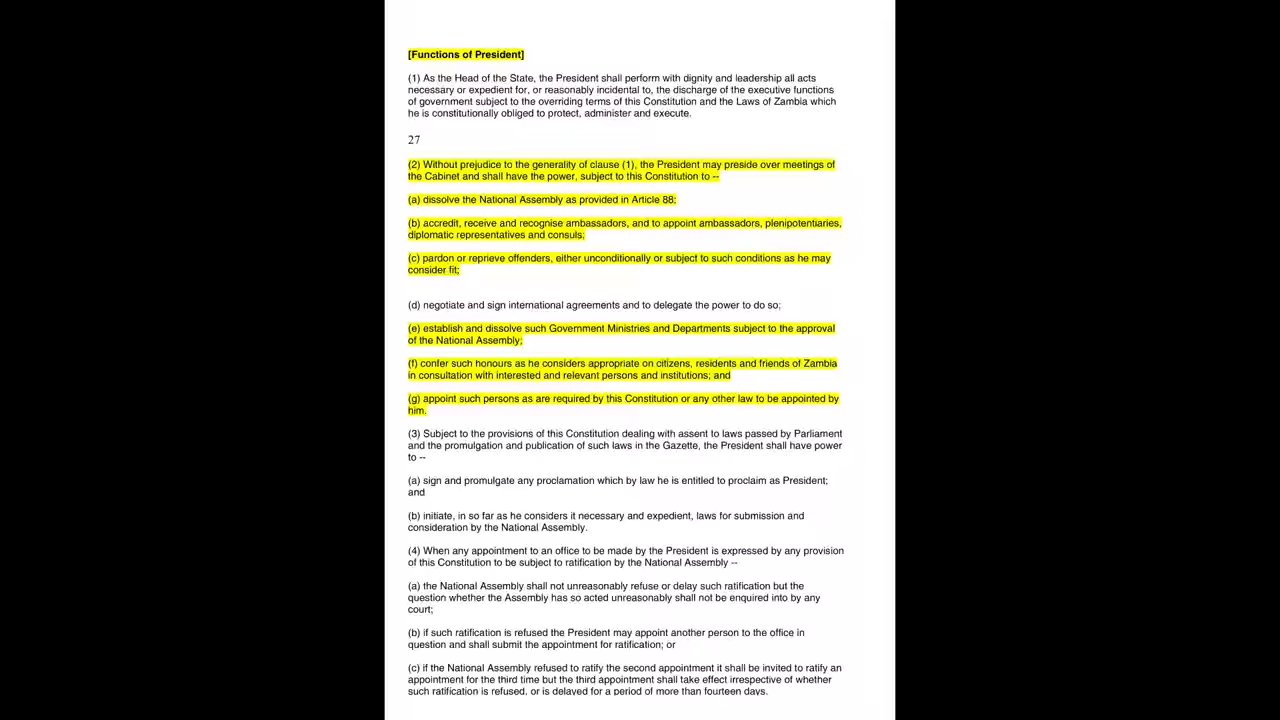 [Functions of President]
(1) As the Head of the State, the President shall perform with dignity and leadership all acts
necessary or expedient for, or reasonably incidental to, the discharge of the executive functions
of government subject to the overriding terms of this Constitution and the Laws of Zambia which
he is constitutionally obliged to protect, administer and execute.
27
(2) Without prejudice to the generality of clause (1), the President may preside over meetings of
the Cabinet and shall have the power, subject to this Constitution to --
(a) dissolve the National Assembly as provided in Article 88;
(b) accredit, receive and recognise ambassadors, and to appoint ambassadors, plenipotentiaries,
diplomatic representatives and consuls;
(c) pardon or reprieve offenders, either unconditionally or subject to such conditions as he may
consider fit;
(d) negotiate and sign international agreements and to delegate the power to do so;
(e) establish and dissolve such Government Ministries and Departments subject to the approval
of the National Assembly;
(f) confer such honours as he considers appropriate on citizens, residents and friends of Zambia
in consultation with interested and relevant persons and institutions; and
(g) appoint such persons as are required by this Constitution or any other law to be appointed by
him.
(3) Subject to the provisions of this Constitution dealing with assent to laws passed by Parliament
and the promulgation and publication of such laws in the Gazette, the President shall have power
to --
(a) sign and promulgate any proclamation which by law he is entitled to proclaim as President;
and
(b) initiate, in so far as he considers it necessary and expedient, laws for submission and
consideration by the National Assembly.
(4) When any appointment to an office to be made by the President is expressed by any provision
of this Constitution to be subject to ratification by the National Assembly --
(a) the National Assembly shall not unreasonably refuse or delay such ratification but the
question whether the Assembly has so acted unreasonably shall not be enquired into by any
court;
(b) if such ratification is refused the President may appoint another person to the office in
question and shall submit the appointment for ratification; or
(c) if the National Assembly refused to ratify the second appointment it shall be invited to ratify an
appointment for the third time but the third appointment shall take effect irrespective of whether
such ratification is refused, or is delayed for a period of more than fourteen days.